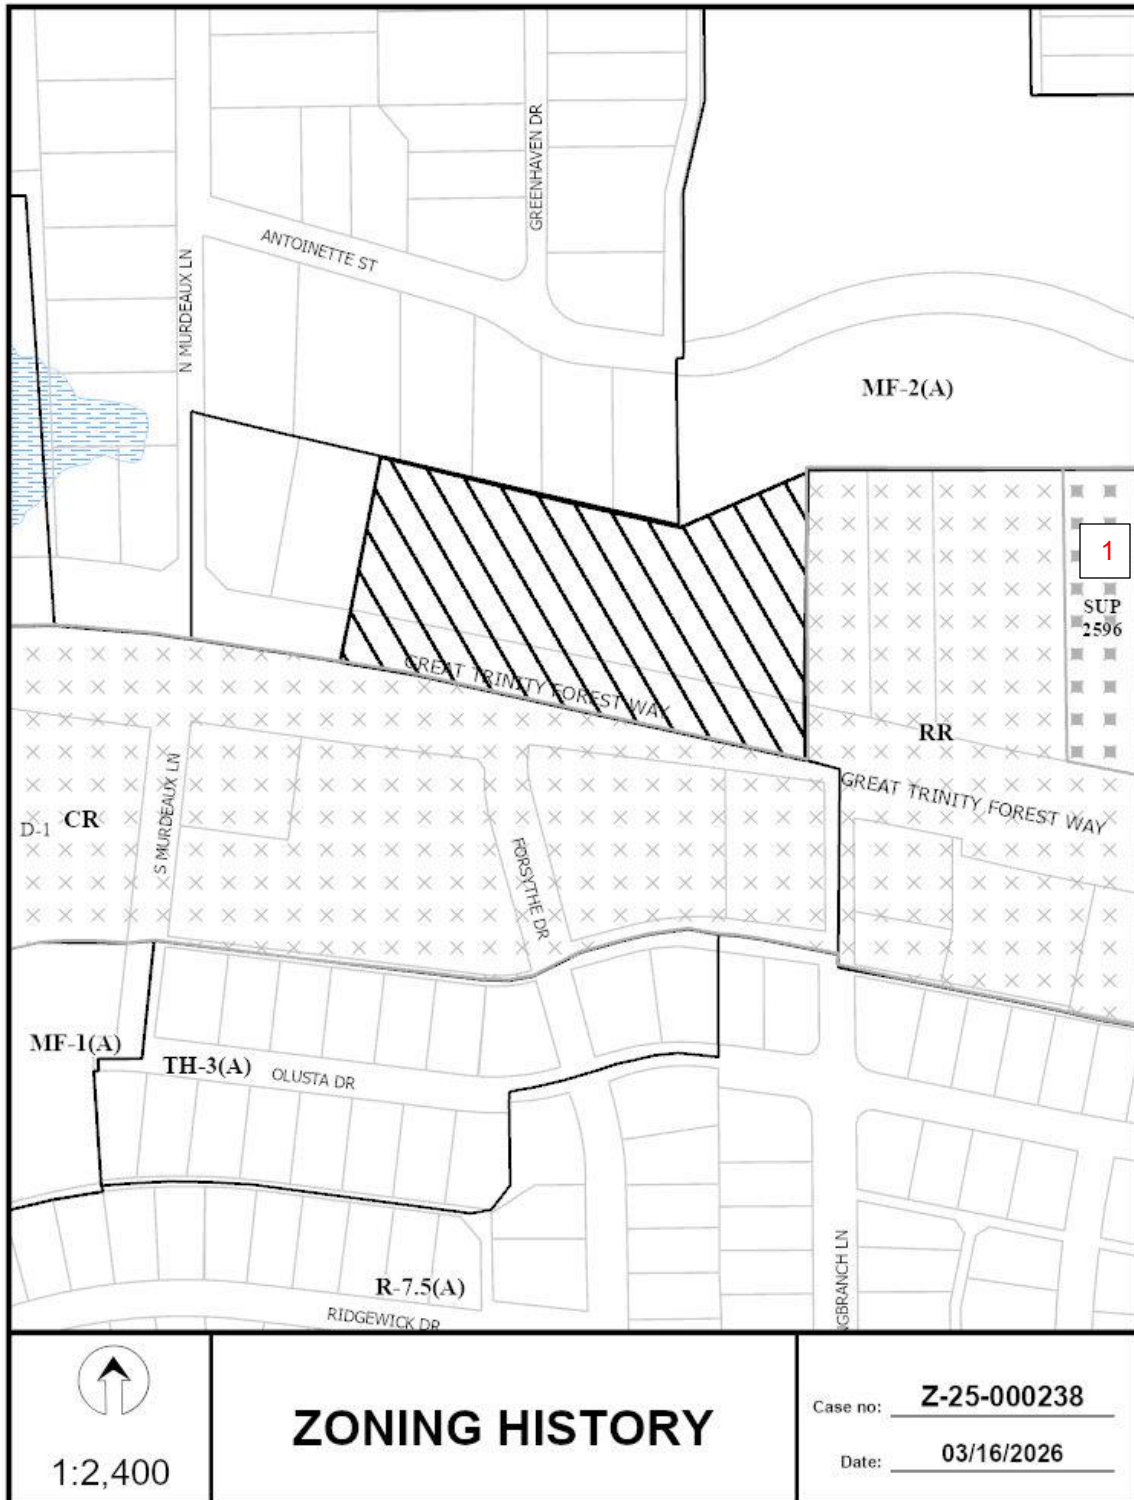 GREENHAVEN DR
ANTOINETTE ST
N MURDEAUX LN
MF-2(A)
1
SUP
2596
GREAT TRINITY FOREST WAY
RR
GREAT TRINITY FOREST WAY
S MURDEAUX LN
D-1
CR
FORSYTHE DR
MF-1(A)
TH-3(A)
OLUSTA DR
NGBRANCH LN
R-7.5(A)
RIDGEWICK DR
1:2,400
ZONING HISTORY
Case no: Z-25-000238
Date: 03/16/2026